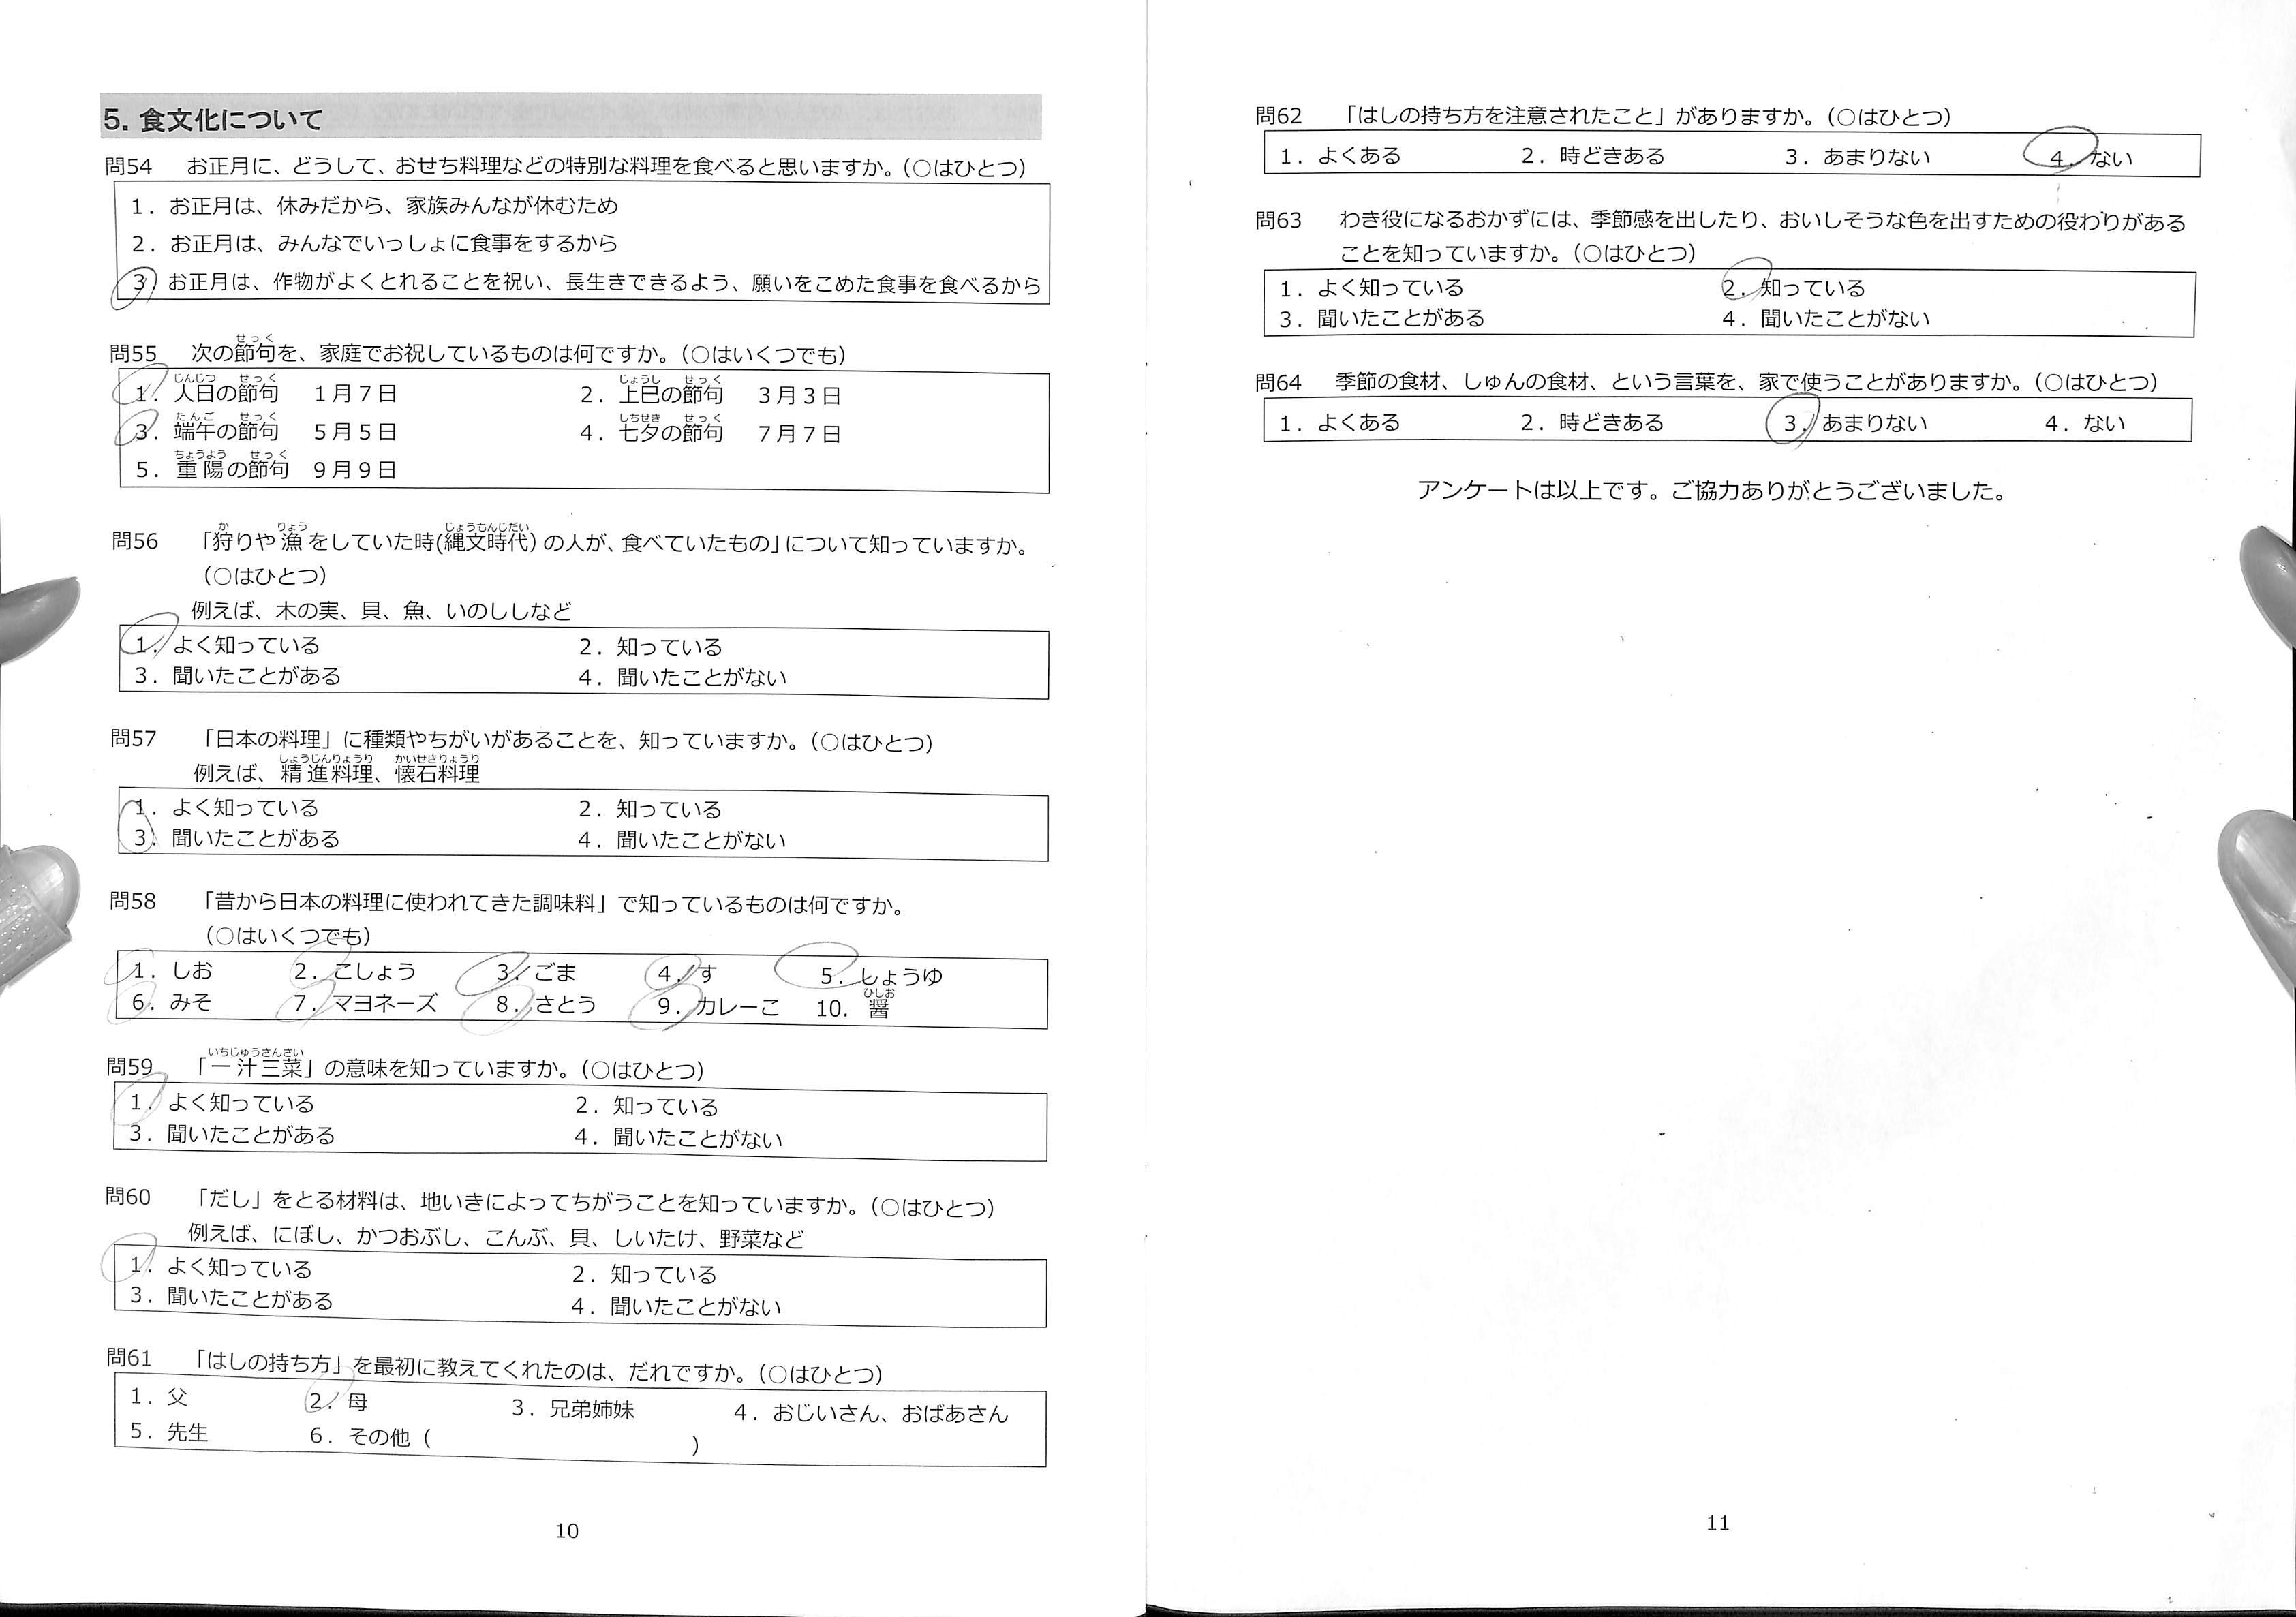 5. 食文化について
問54　お正月に、どうして、おせち料理などの特別な料理を食べると思いますか。（○はひとつ）
1．お正月は、休みだから、家族みんなが休むため
2．お正月は、みんなでいっしょに食事をするから
3．お正月は、作物がよくとれることを祝い、長生きできるよう、願いをこめた食事を食べるから
せっく
問55　次の節句を、家庭でお祝しているものは何ですか。（○はいくつでも）
じんじつ　せっく　じょうし　せっく
1．人日の節句　1月7日　2．上巳の節句　3月3日
たんご　せっく　しちせき　せっく
3．端午の節句　5月5日　4．七夕の節句　7月7日
ちょうよう　せっく
5．重陽の節句　9月9日
か　りょう　じょうもんじだい
問56　「狩りや漁をしていた時(縄文時代）の人が、食べていたもの」について知っていますか。
（○はひとつ）
例えば、木の実、貝、魚、いのししなど
1．よく知っている　2．知っている
3．聞いたことがある　4．聞いたことがない
問57　「日本の料理」に種類やちがいがあることを、知っていますか。（○はひとつ）
しょうじんりょうり　かいせきりょうり
例えば、精進料理、懐石料理
1．よく知っている　2．知っている
3．聞いたことがある　4．聞いたことがない
問58　「昔から日本の料理に使われてきた調味料」で知っているものは何ですか。
（○はいくつでも）
1．しお　2．こしょう　3．ごま　4．す　5．しょうゆ
ひしお
6．みそ　7．マヨネーズ　8．さとう　9．カレーこ　10．醤
いちじゅうさんさい
問59　「一汁三菜」の意味を知っていますか。（○はひとつ）
1．よく知っている　2．知っている
3．聞いたことがある　4．聞いたことがない
問60　「だし」をとる材料は、地いきによってちがうことを知っていますか。（○はひとつ）
例えば、にぼし、かつおぶし、こんぶ、貝、しいたけ、野菜など
1．よく知っている　2．知っている
3．聞いたことがある　4．聞いたことがない
問61　「はしの持ち方」を最初に教えてくれたのは、だれですか。（○はひとつ）
1．父　2．母　3．兄弟姉妹　4．おじいさん、おばあさん
5．先生　6．その他（　　）
10
問62　「はしの持ち方を注意されたこと」がありますか。（○はひとつ）
1．よくある　2．時どきある　3．あまりない　4．ない
問63　わき役になるおかずには、季節感を出したり、おいしそうな色を出すための役わりがある
ことを知っていますか。（○はひとつ）
1．よく知っている　2．知っている
3．聞いたことがある　4．聞いたことがない
問64　季節の食材、しゅんの食材、という言葉を、家で使うことがありますか。（○はひとつ）
1．よくある　2．時どきある　3．あまりない　4．ない
アンケートは以上です。ご協力ありがとうございました。
11